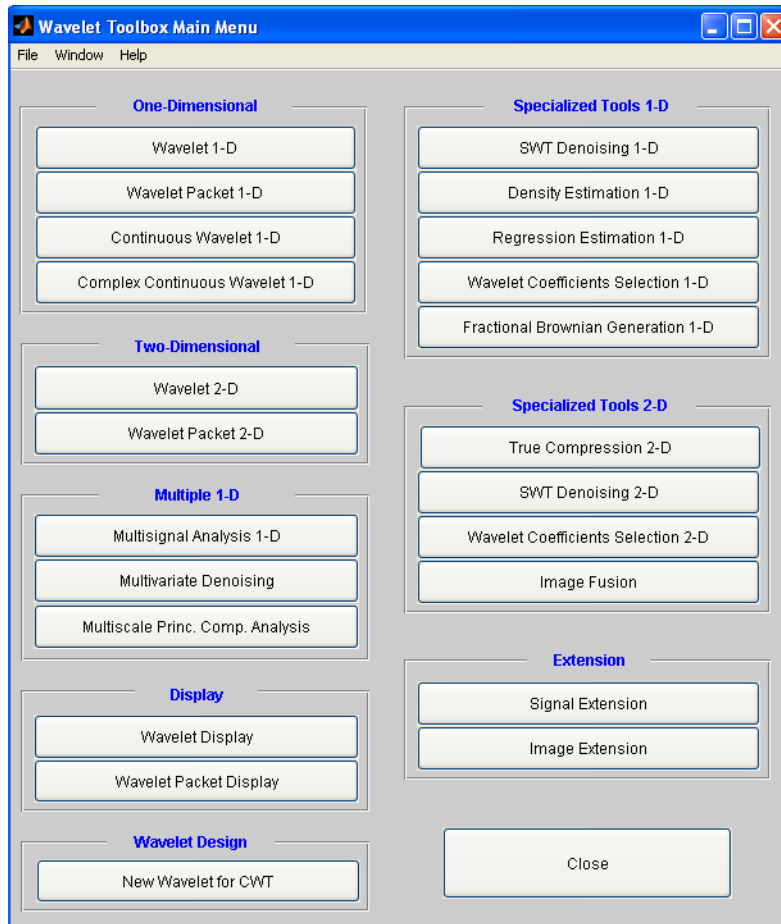 Wavelet Toolbox Main Menu
File Window Help
One-Dimensional
Wavelet 1-D
Wavelet Packet 1-D
Continuous Wavelet 1-D
Complex Continuous Wavelet 1-D
Two-Dimensional
Wavelet 2-D
Wavelet Packet 2-D
Multiple 1-D
Multisignal Analysis 1-D
Multivariate Denoising
Multiscale Princ. Comp. Analysis
Display
Wavelet Display
Wavelet Packet Display
Wavelet Design
New Wavelet for CWT
Specialized Tools 1-D
SWT Denoising 1-D
Density Estimation 1-D
Regression Estimation 1-D
Wavelet Coefficients Selection 1-D
Fractional Brownian Generation 1-D
Specialized Tools 2-D
True Compression 2-D
SWT Denoising 2-D
Wavelet Coefficients Selection 2-D
Image Fusion
Extension
Signal Extension
Image Extension
Close